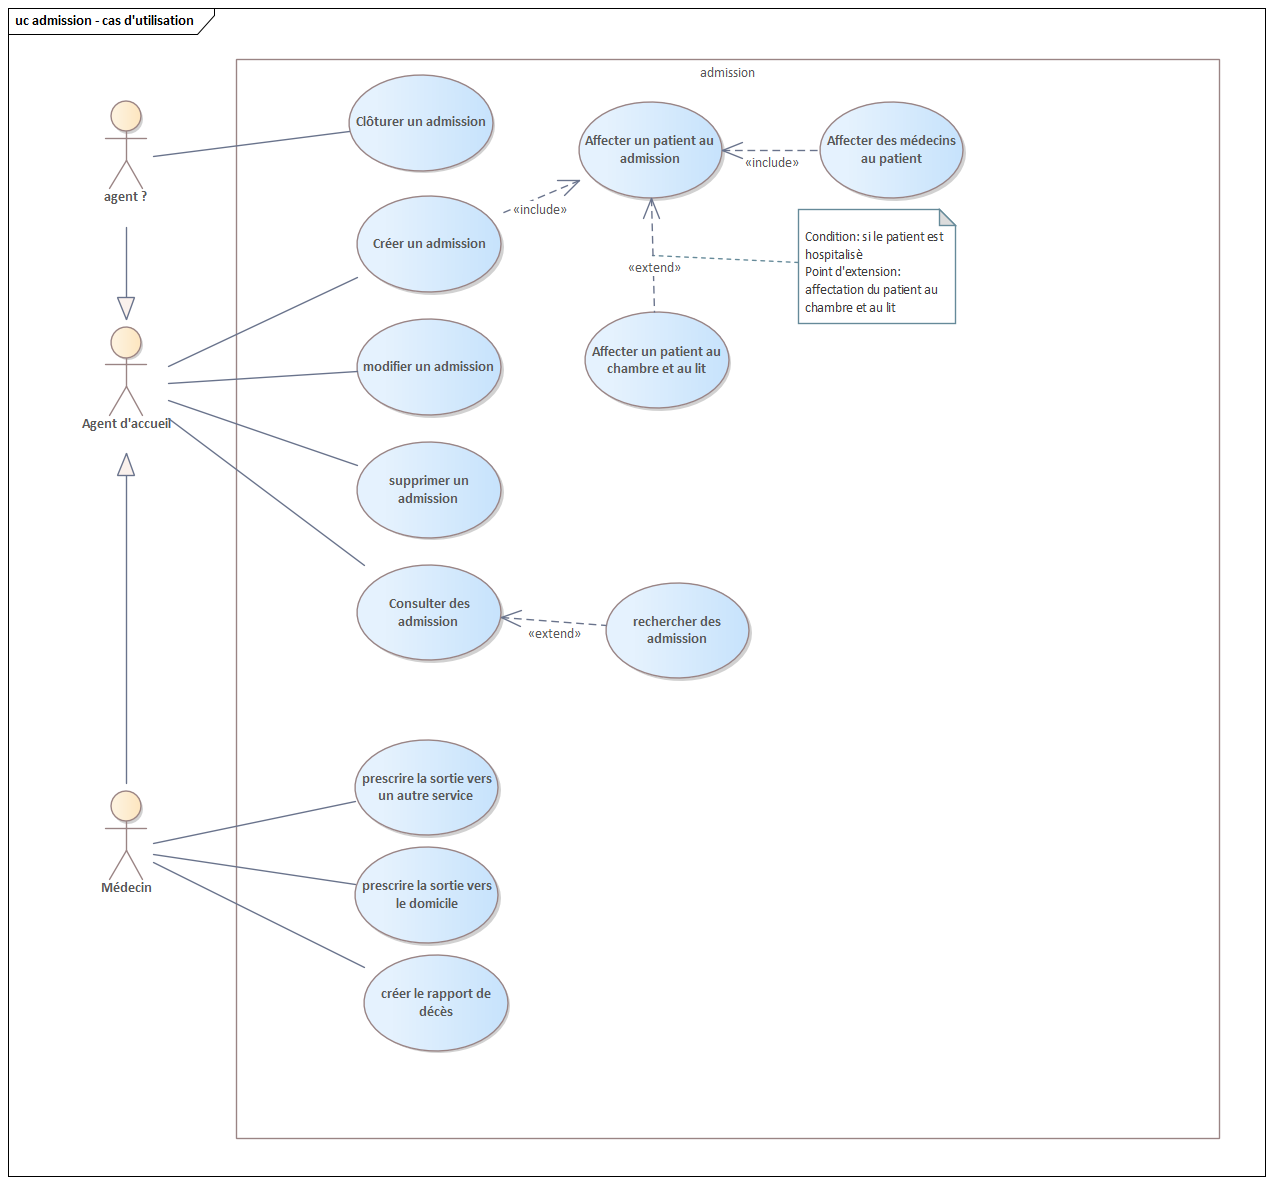 uc admission - cas d'utilisation
admission
agent ?
Clôturer un admission
Affecter un patient au
admission
«include»
Affecter des médecins
au patient
«include»
Créer un admission
Condition: si le patient est
hospitalisè
Point d'extension:
affectation du patient au
chambre et au lit
«extend»
Affecter un patient au
chambre et au lit
Agent d'accueil
modifier un admission
supprimer un
admission
Consulter des
admission
«extend»
rechercher des
admission
Médecin
prescrire la sortie vers
un autre service
prescrire la sortie vers
le domicile
créer le rapport de
décès